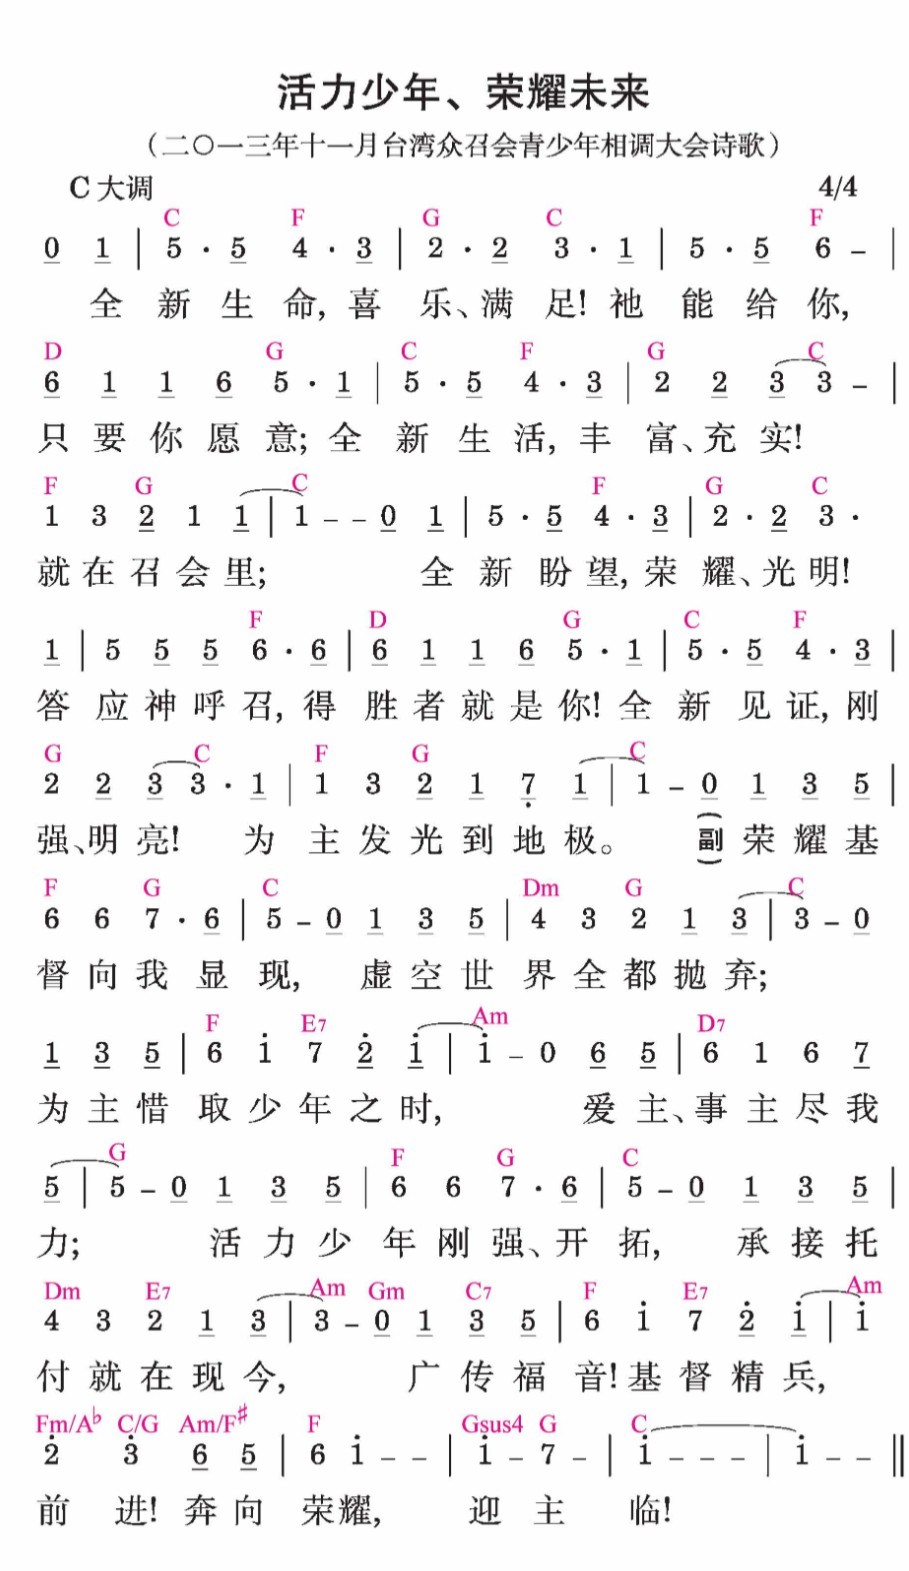 活力少年、荣耀未来
（二〇一三年十一月台湾众召会青少年相调大会诗歌）
C 大调 4/4
C F G C F
0 1 | 5 · 5 4 · 3 | 2 · 2 3 · 1 | 5 · 5 6 – |
全 新 生 命, 喜 乐、满 足! 祂 能 给 你,
D G C F G C
6 1 1 6 5 · 1 | 5 · 5 4 · 3 | 2 2 3 3 – |
只 要 你 愿 意; 全 新 生 活, 丰 富、充 实!
F G C F G C
1 3 2 1 1 | 1 – – 0 1 | 5 · 5 4 · 3 | 2 · 2 3 ·
就 在 召 会 里; 全 新 盼 望, 荣 耀、光 明!
F D G C F
1 | 5 5 5 6 · 6 | 6 1 1 6 5 · 1 | 5 · 5 4 · 3 |
答 应 神 呼 召, 得 胜 者 就 是 你! 全 新 见 证, 刚
G C F G C
2 2 3 3 · 1 | 1 3 2 1 7̣ 1 | 1 – 0 1 3 5 |
强、明 亮! 为 主 发 光 到 地 极。 (副) 荣 耀 基
F G C Dm G C
6 6 7 · 6 | 5 – 0 1 3 5 | 4 3 2 1 3 | 3 – 0
督 向 我 显 现, 虚 空 世 界 全 都 抛 弃;
F E7 Am D7
1 3 5 | 6 i 7 2̇ i | i – 0 6 5 | 6 1 6 7
为 主 惜 取 少 年 之 时, 爱 主、事 主 尽 我
G F G C
5 | 5 – 0 1 3 5 | 6 6 7 · 6 | 5 – 0 1 3 5 |
力; 活 力 少 年 刚 强、开 拓, 承 接 托
Dm E7 Am Gm C7 F E7 Am
4 3 2 1 3 | 3 – 0 1 3 5 | 6 i 7 2̇ i | i
付 就 在 现 今, 广 传 福 音! 基 督 精 兵,
Fm/A♭ C/G Am/F♯ F Gsus4 G C
2̇ 3̇ 6 5 | 6 i – – | i – 7 – | i – – – | i – – ‖
前 进! 奔 向 荣耀, 迎 主 临!